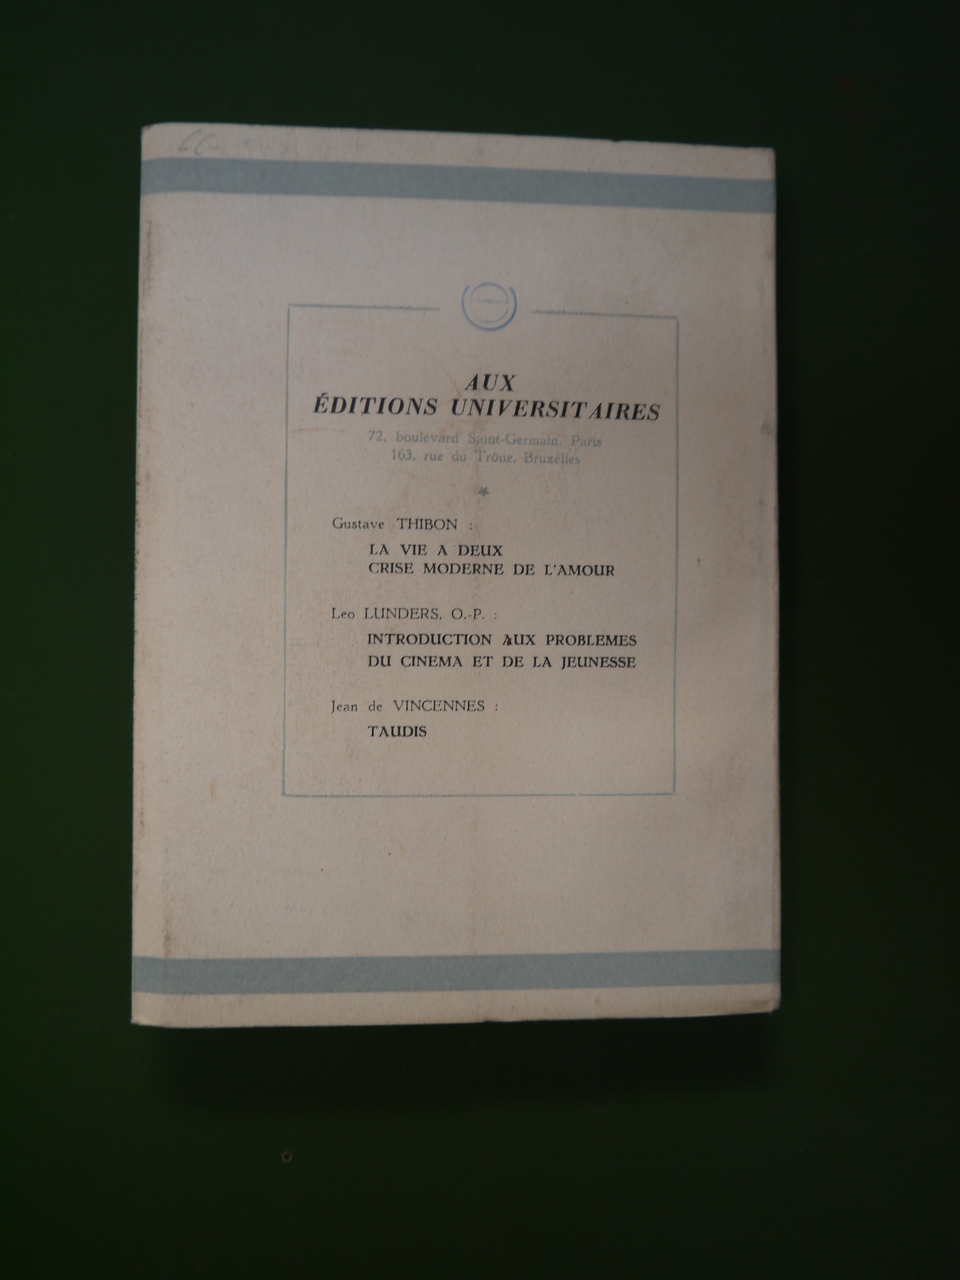 AUX
ÉDITIONS UNIVERSITAIRES
72, boulevard Saint-Germain, Paris
163, rue du Trône, Bruxelles
Gustave THIBON :
LA VIE A DEUX
CRISE MODERNE DE L'AMOUR
Leo LUNDERS, O.-P. :
INTRODUCTION AUX PROBLEMES
DU CINEMA ET DE LA JEUNESSE
Jean de VINCENNES :
TAUDIS